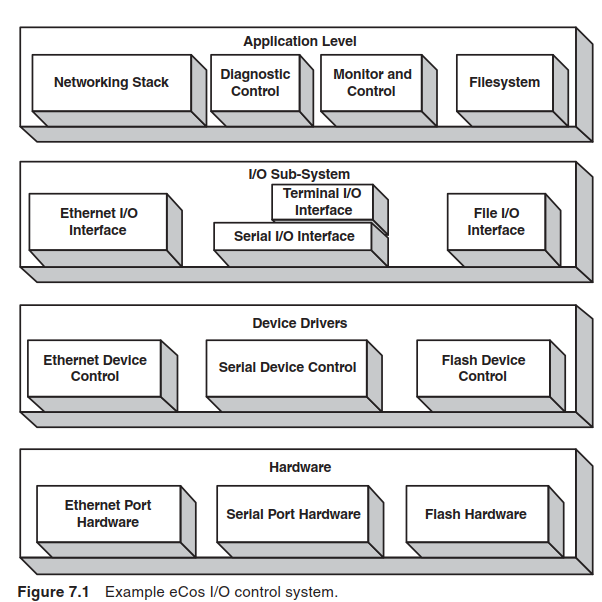 Application Level
Networking Stack
Diagnostic
Control
Monitor and
Control
Filesystem
I/O Sub-System
Ethernet I/O
Interface
Terminal I/O
Interface
Serial I/O Interface
File I/O
Interface
Device Drivers
Ethernet Device
Control
Serial Device Control
Flash Device
Control
Hardware
Ethernet Port
Hardware
Serial Port Hardware
Flash Hardware
Figure 7.1 Example eCos I/O control system.